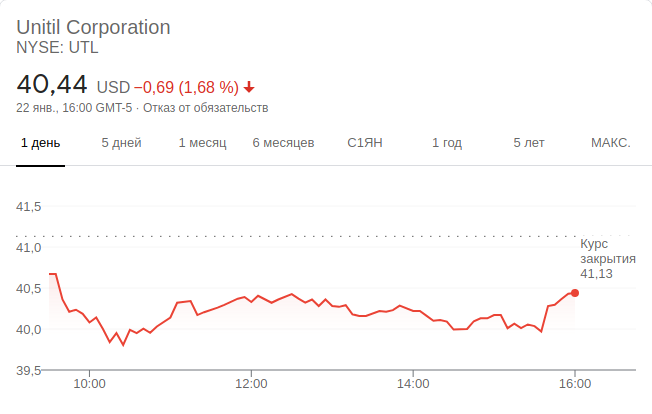 Unitil Corporation
NYSE: UTL
40,44 USD −0,69 (1,68 %)
22 янв., 16:00 GMT-5 · Отказ от обязательств
1 день 5 дней 1 месяц 6 месяцев С1ЯН 1 год 5 лет МАКС.
41,5
41,0
40,5
40,0
39,5
Курс
закрытия
41,13
10:00 12:00 14:00 16:00